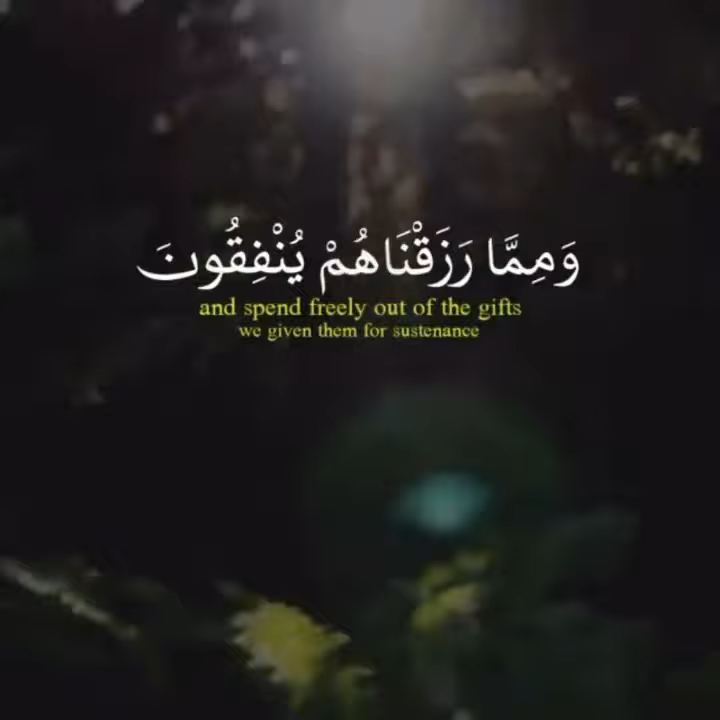 وَمِمَّا رَزَقْنَاهُمْ يُنْفِقُونَ
and spend freely out of the gifts
we given them for sustenance